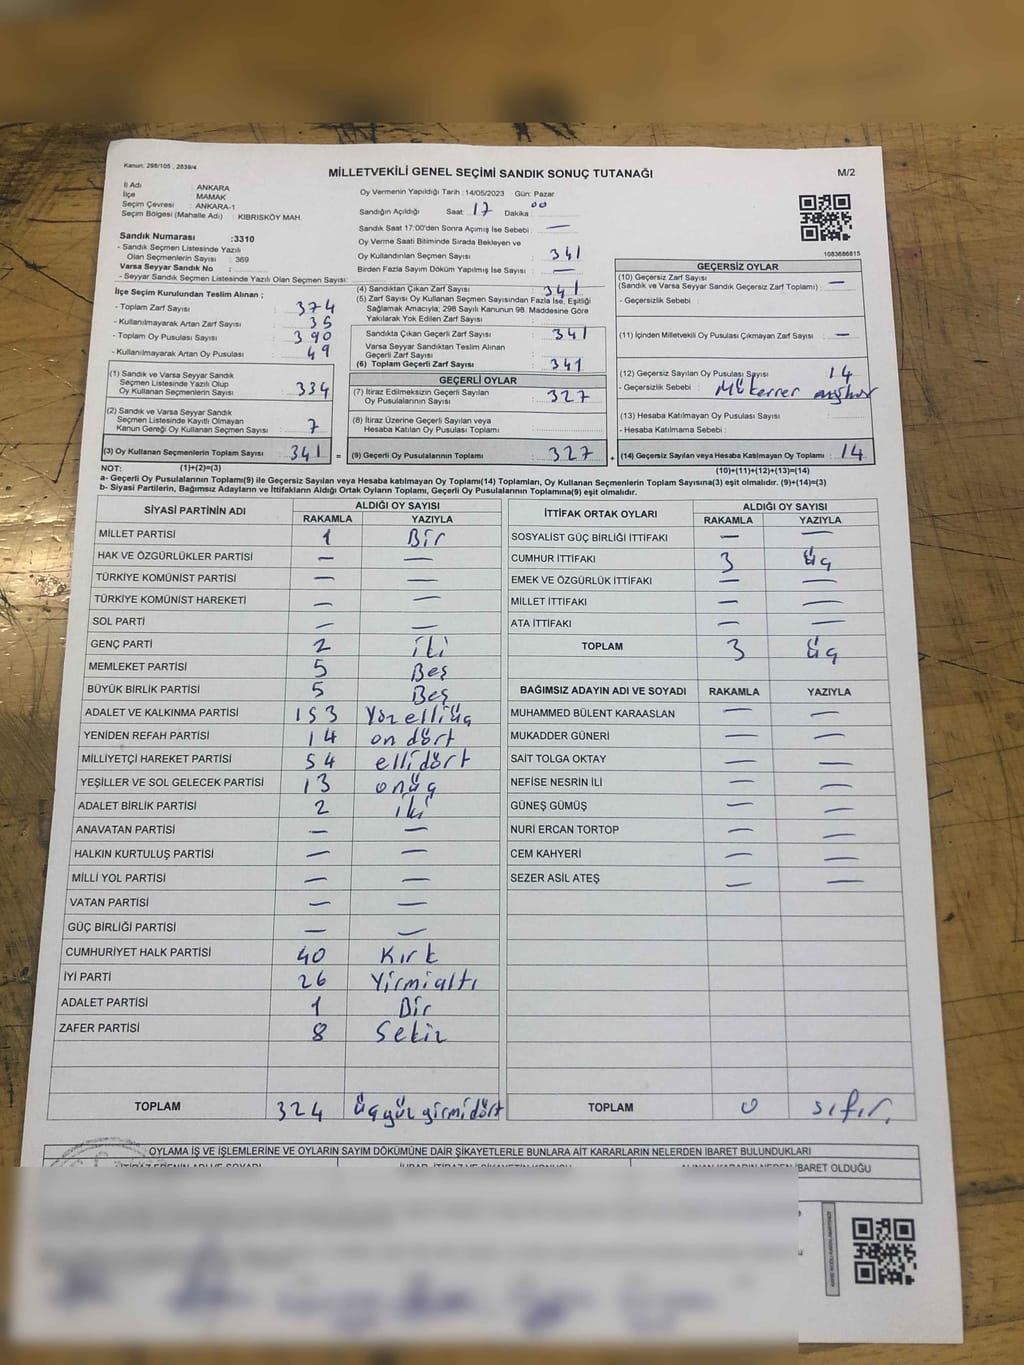 Kanun: 298/105 , 2839/4
MİLLETVEKİLİ GENEL SEÇİMİ SANDIK SONUÇ TUTANAĞI
M/2
İl Adı : ANKARA
İlçe : MAMAK
Seçim Çevresi : ANKARA-1
Seçim Bölgesi (Mahalle Adı) : KIBRISKÖY MAH.
Sandık Numarası :3310
- Sandık Seçmen Listesinde Yazılı
Olan Seçmenlerin Sayısı : 369
Varsa Seyyar Sandık No :
- Seyyar Sandık Seçmen Listesinde Yazılı Olan Seçmen Sayısı:
İlçe Seçim Kurulundan Teslim Alınan ;
- Toplam Zarf Sayısı : 374
- Kullanılmayarak Artan Zarf Sayısı : 35
- Toplam Oy Pusulası : 390
- Kullanılmayarak Artan Oy Pusulası : 49
(1) Sandık ve Varsa Seyyar Sandık
Seçmen Listesinde Yazılı Olup
Oy Kullanan Seçmenlerin Sayısı : 334
(2) Sandık ve Varsa Seyyar Sandık
Seçmen Listesinde Kayıtlı Olmayan
Kanun Gereği Oy Kullanan Seçmen Sayısı : 7
(3) Oy Kullanan Seçmenlerin Toplam Sayısı : 341 =
Oy Vermenin Yapıldığı Tarih :14/05/2023 Gün: Pazar
Sandığın Açıldığı Saat: 17 Dakika : 00
Sandık Saat 17:00'den Sonra Açımış İse Sebebi : —
Oy Verme Saati Bitiminde Sırada Bekleyen ve
Oy Kullandırılan Seçmen Sayısı : 341
Birden Fazla Sayım Döküm Yapılmış İse Sayısı : —
(4) Sandıktan Çıkan Zarf Sayısı : 341
(5) Zarf Sayısı Oy Kullanan Seçmen Sayısından Fazla İse, Eşitliği
Sağlamak Amacıyla; 298 Sayılı Kanunun 98. Maddesine Göre
Yakılarak Yok Edilen Zarf Sayısı :
Sandıkta Çıkan Geçerli Zarf Sayısı : 341
Varsa Seyyar Sandıktan Teslim Alınan
Geçerli Zarf Sayısı :
(6) Toplam Geçerli Zarf Sayısı : 341
GEÇERLİ OYLAR
(7) İtiraz Edilmeksizin Geçerli Sayılan
Oy Pusulalarının Sayısı : 327
(8) İtiraz Üzerine Geçerli Sayılan veya
Hesaba Katılan Oy Pusulası Toplamı :
(9) Geçerli Oy Pusulalarının Toplamı : 327 +
1083686815
GEÇERSİZ OYLAR
(10) Geçersiz Zarf Sayısı
(Sandık ve Varsa Seyyar Sandık Geçersiz Zarf Toplamı) : —
- Geçersizlik Sebebi :
(11) İçinden Milletvekili Oy Pusulası Çıkmayan Zarf Sayısı : —
(12) Geçersiz Sayılan Oy Pusulası Sayısı : 14
- Geçersizlik Sebebi : Mükerrer
(13) Hesaba Katılmayan Oy Pusulası Sayısı :
- Hesaba Katılmama Sebebi :
(14) Geçersiz Sayılan veya Hesaba Katılmayan Oy Toplamı : 14
NOT: (1)+(2)=(3)
(10)+(11)+(12)+(13)=(14)
a- Geçerli Oy Pusulalarının Toplamı(9) ile Geçersiz Sayılan veya Hesaba katılmayan Oy Toplamı(14) Toplamları, Oy Kullanan Seçmenlerin Toplam Sayısına(3) eşit olmalıdır. (9)+(14)=(3)
b- Siyasi Partilerin, Bağımsız Adayların ve İttifakların Aldığı Ortak Oyların Toplamı, Geçerli Oy Pusulalarının Toplamına(9) eşit olmalıdır.
SİYASİ PARTİNİN ADI ALDIĞI OY SAYISI
RAKAMLA YAZIYLA
MİLLET PARTİSİ 1 Bir
HAK VE ÖZGÜRLÜKLER PARTİSİ — —
TÜRKİYE KOMÜNİST PARTİSİ — —
TÜRKİYE KOMÜNİST HAREKETİ — —
SOL PARTİ — —
GENÇ PARTİ 2 iki
MEMLEKET PARTİSİ 5 Beş
BÜYÜK BİRLİK PARTİSİ 5 Beş
ADALET VE KALKINMA PARTİSİ 153 Yüzelliüç
YENİDEN REFAH PARTİSİ 14 on dört
MİLLİYETÇİ HAREKET PARTİSİ 54 ellidört
YEŞİLLER VE SOL GELECEK PARTİSİ 13 onüç
ADALET BİRLİK PARTİSİ 2 iki
ANAVATAN PARTİSİ — —
HALKIN KURTULUŞ PARTİSİ — —
MİLLİ YOL PARTİSİ — —
VATAN PARTİSİ — —
GÜÇ BİRLİĞİ PARTİSİ — —
CUMHURİYET HALK PARTİSİ 40 Kırk
İYİ PARTİ 26 Yirmialtı
ADALET PARTİSİ 1 Bir
ZAFER PARTİSİ 8 Sekiz
TOPLAM 324 üçyüzyirmidört
İTTİFAK ORTAK OYLARI ALDIĞI OY SAYISI
RAKAMLA YAZIYLA
SOSYALİST GÜÇ BİRLİĞİ İTTİFAKI — —
CUMHUR İTTİFAKI 3 üç
EMEK VE ÖZGÜRLÜK İTTİFAKI — —
MİLLET İTTİFAKI — —
ATA İTTİFAKI — —
TOPLAM 3 üç
BAĞIMSIZ ADAYIN ADI VE SOYADI RAKAMLA YAZIYLA
MUHAMMED BÜLENT KARAASLAN — —
MUKADDER GÜNERİ — —
SAİT TOLGA OKTAY — —
NEFİSE NESRİN İLİ — —
GÜNEŞ GÜMÜŞ — —
NURİ ERCAN TORTOP — —
CEM KAHYERİ — —
SEZER ASİL ATEŞ — —
TOPLAM 0 sıfır.
OYLAMA İŞ VE İŞLEMLERİNE VE OYLARIN SAYIM DÖKÜMÜNE DAİR ŞİKAYETLERLE BUNLARA AİT KARARLARIN NELERDEN İBARET BULUNDUKLARI
İTİRAZ EDENİN ADI VE SOYADI İHBAR, İTİRAZ VE ŞİKAYETİN KONUSU ALINAN KARARIN NEDEN İBARET OLDUĞU